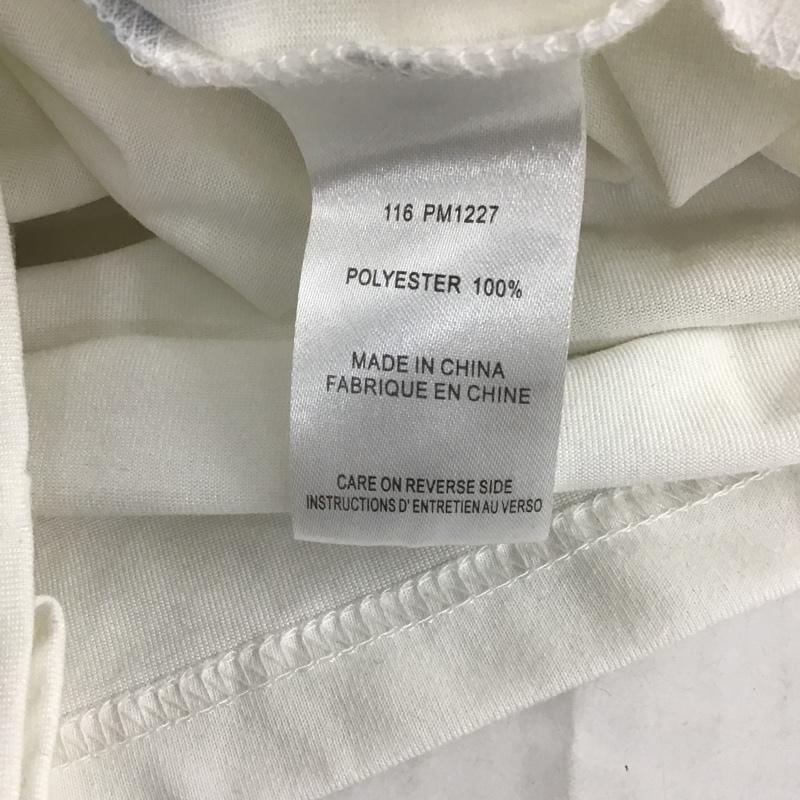 116 PM1227
POLYESTER 100%
MADE IN CHINA
FABRIQUE EN CHINE
CARE ON REVERSE SIDE
INSTRUCTIONS D' ENTRETIEN AU VERSO